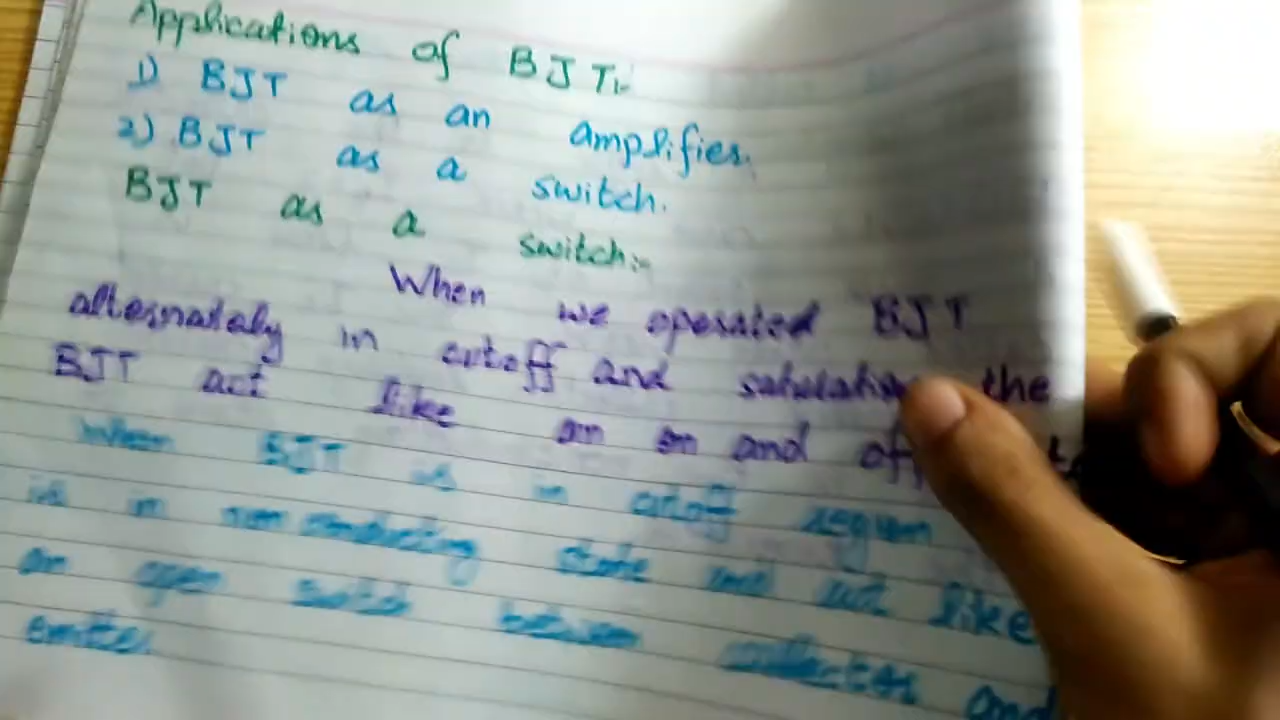 Applications of BJT:-
1) BJT as an amplifier.
2) BJT as a switch.
BJT as a switch:-
When we operated BJT
alternately in cutoff and saturation the
BJT act like an on and off
When BJT is in cutoff region
is in non conducting state and act like
an open switch between collector and
emitter